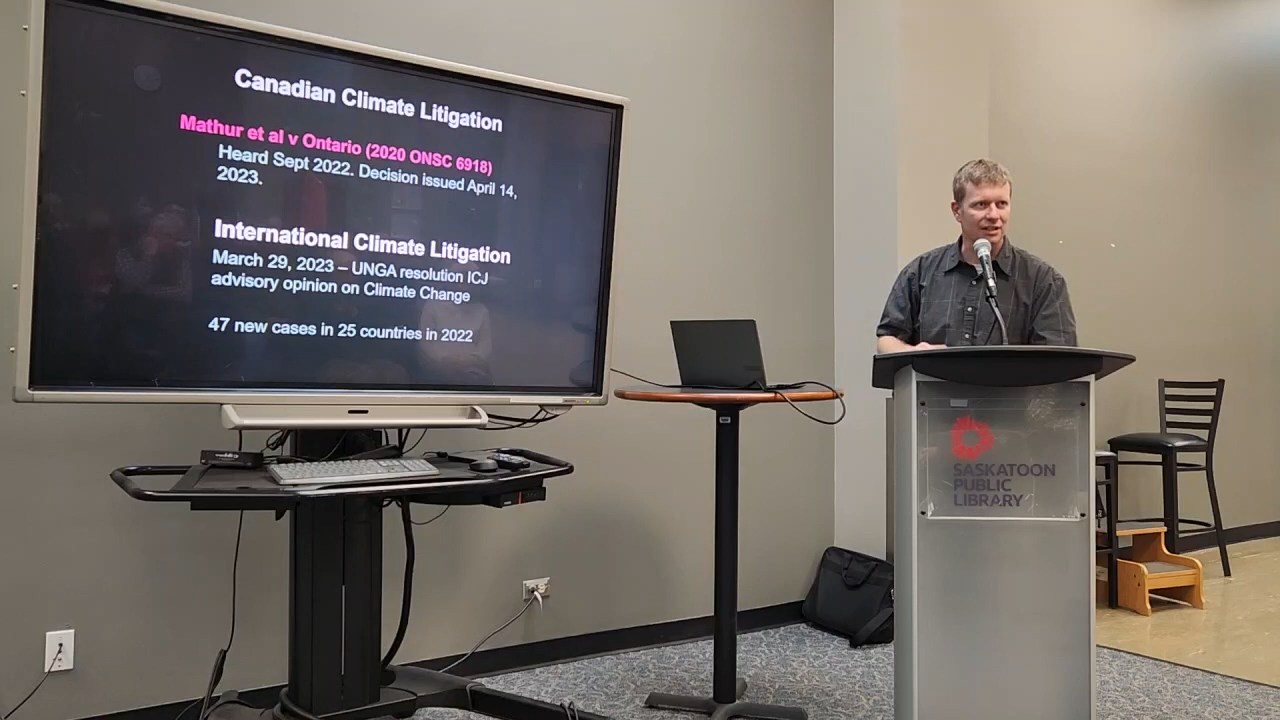 Canadian Climate Litigation
Mathur et al v Ontario (2020 ONSC 6918)
Heard Sept 2022. Decision issued April 14,
2023.
International Climate Litigation
March 29, 2023 – UNGA resolution ICJ
advisory opinion on Climate Change
47 new cases in 25 countries in 2022
SASKATOON
PUBLIC
LIBRARY